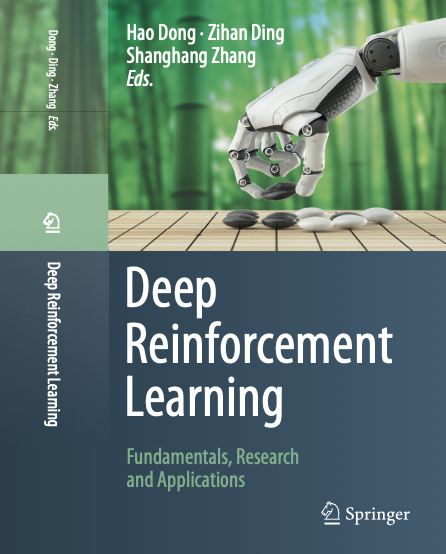 Dong · Ding · Zhang Eds.
Deep Reinforcement Learning
Hao Dong · Zihan Ding
Shanghang Zhang
Eds.
Deep
Reinforcement
Learning
Fundamentals, Research
and Applications
Springer